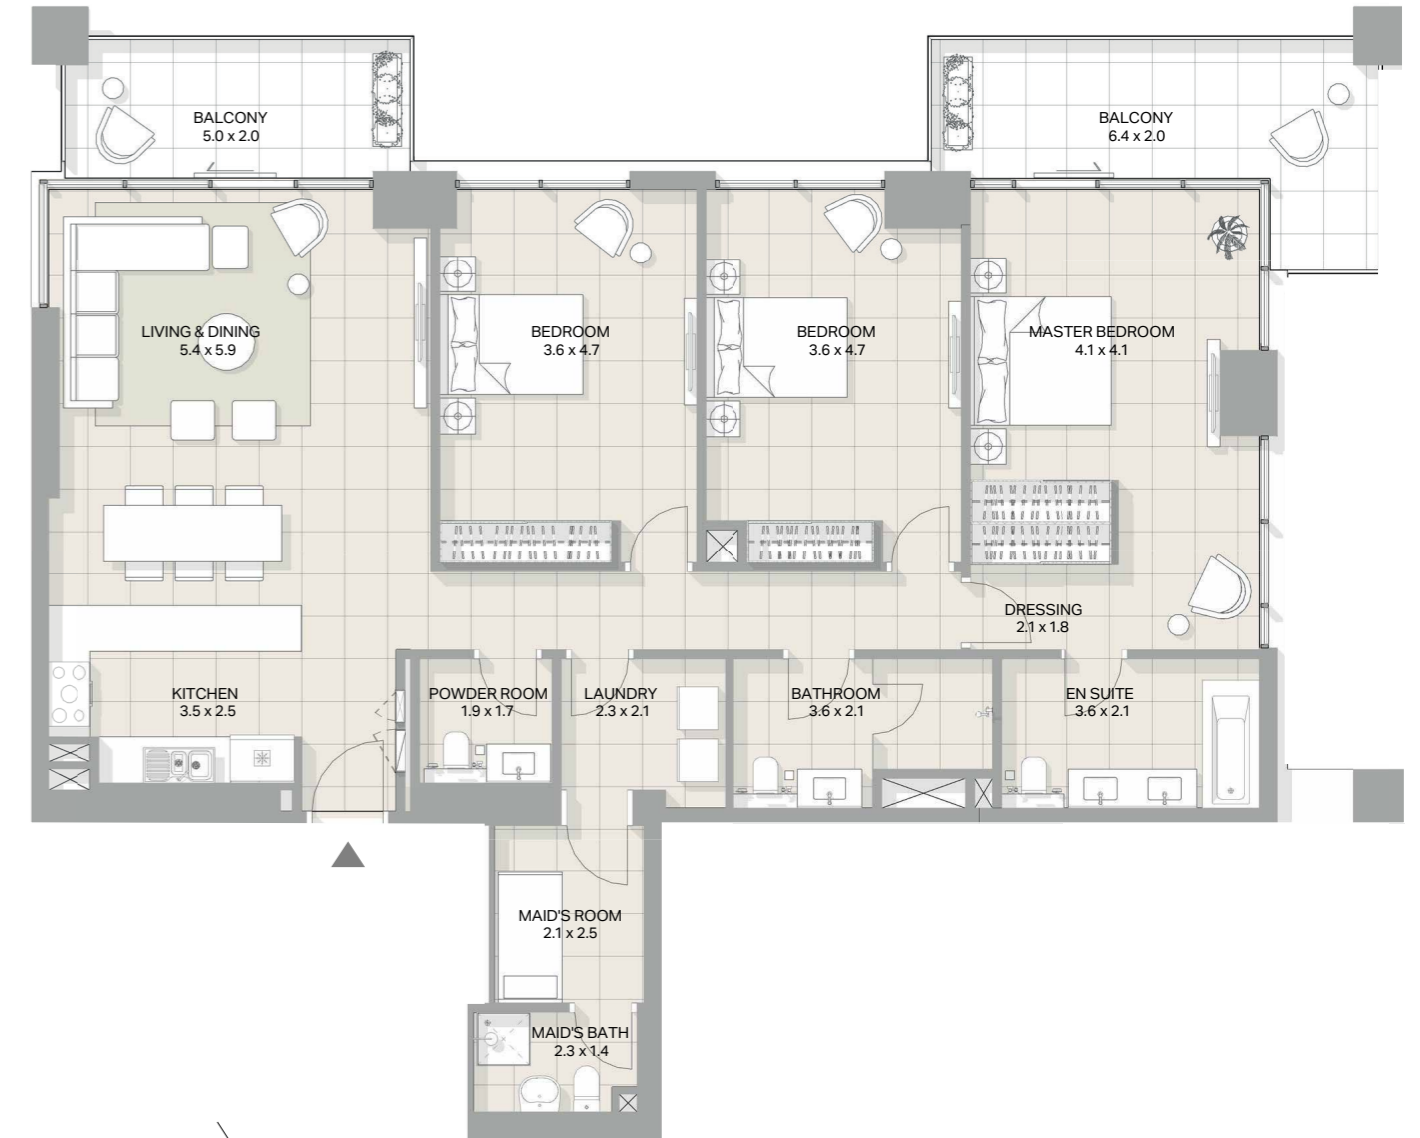 BALCONY
5.0 x 2.0
BALCONY
6.4 x 2.0
LIVING & DINING
5.4 x 5.9
BEDROOM
3.6 x 4.7
BEDROOM
3.6 x 4.7
MASTER BEDROOM
4.1 x 4.1
DRESSING
2.1 x 1.8
KITCHEN
3.5 x 2.5
POWDER ROOM
1.9 x 1.7
LAUNDRY
2.3 x 2.1
BATHROOM
3.6 x 2.1
EN SUITE
3.6 x 2.1
MAID'S ROOM
2.1 x 2.5
MAID'S BATH
2.3 x 1.4